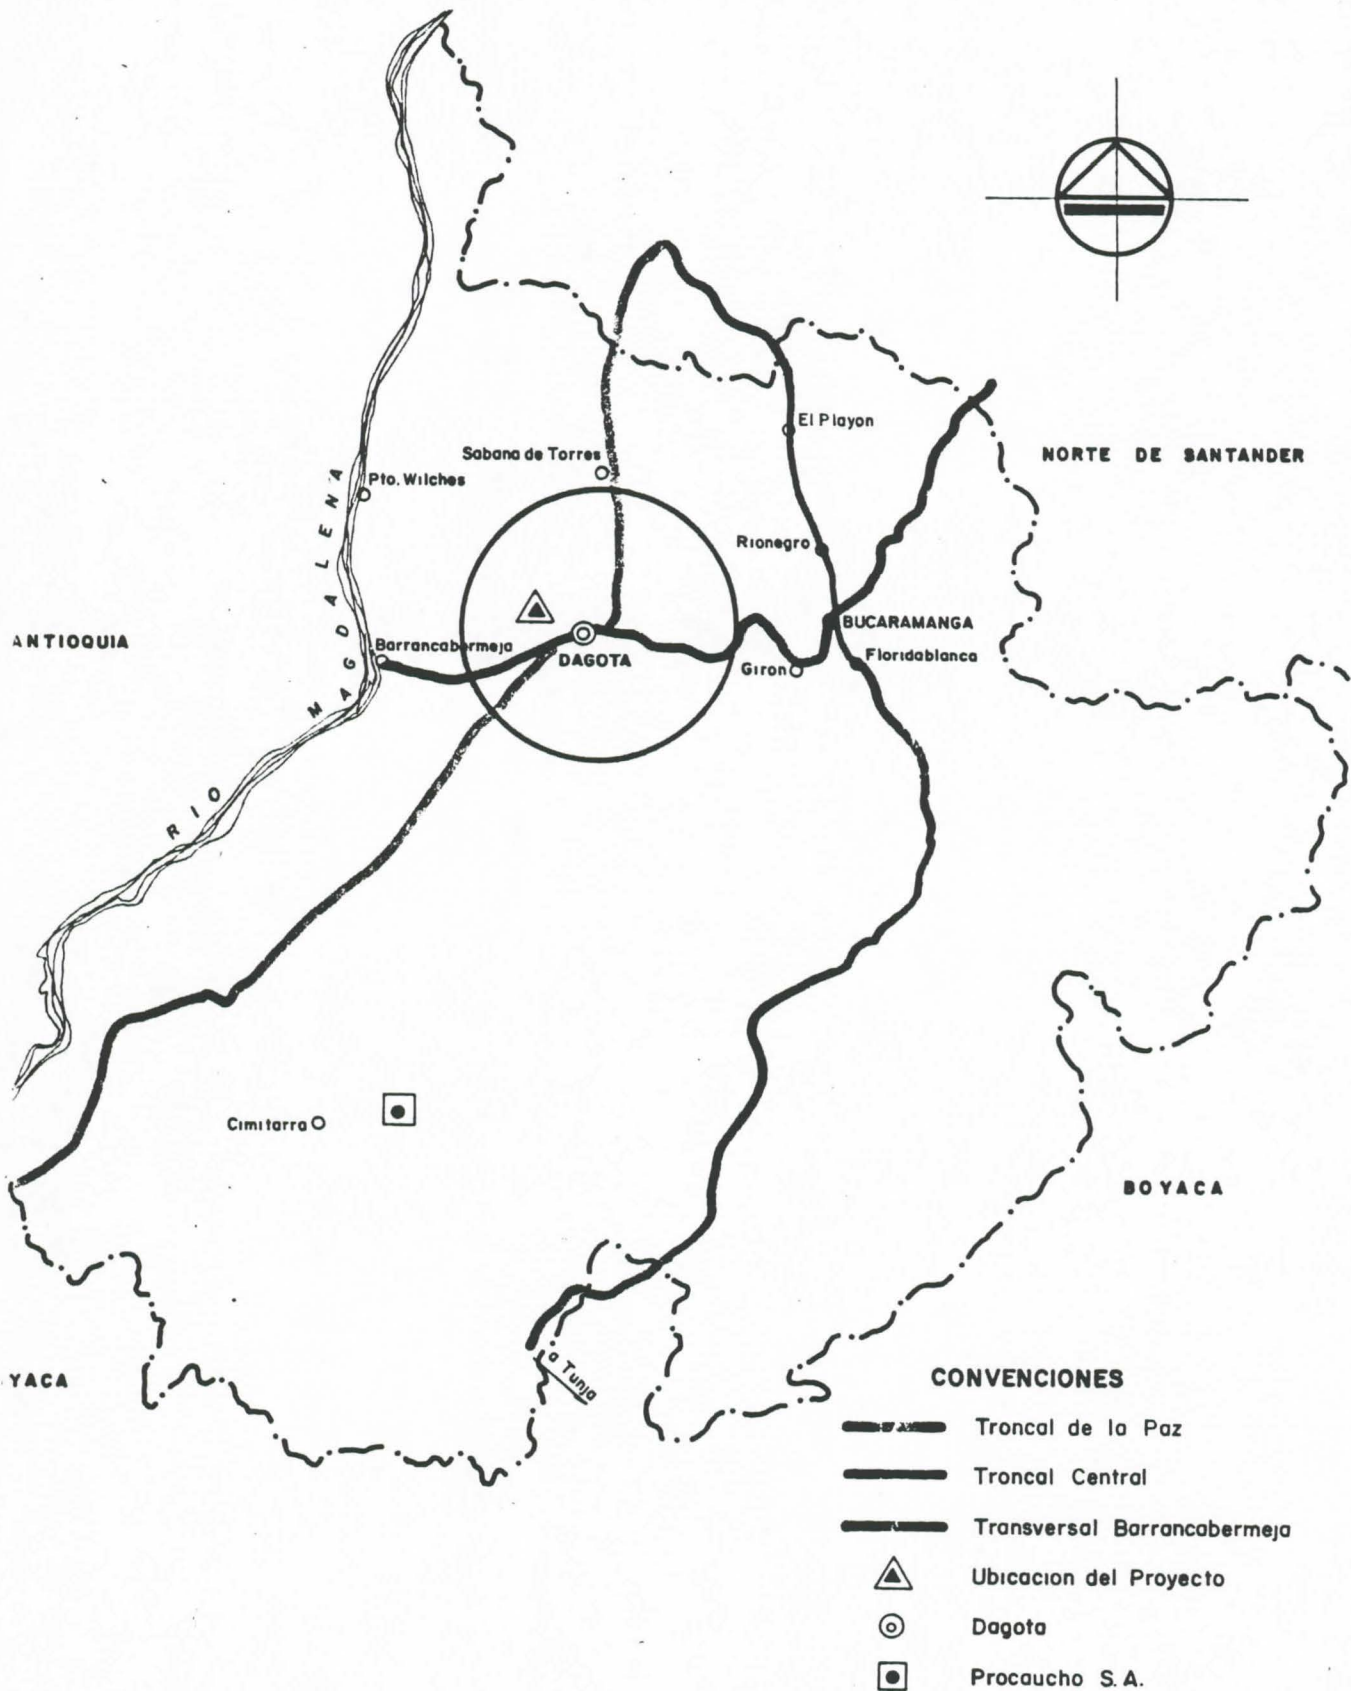 El Playon
Sabana de Torres
NORTE DE SANTANDER
Pto. Wilches
Rionegro
BUCARAMANGA
ANTIOQUIA
Barrancabermeja
DAGOTA
Giron
Floridablanca
RIO MAGDALENA
Cimitarra
BOYACA
YACA
a Tunja
CONVENCIONES
Troncal de la Paz
Troncal Central
Transversal Barrancabermeja
Ubicacion del Proyecto
Dagota
Procaucho S.A.